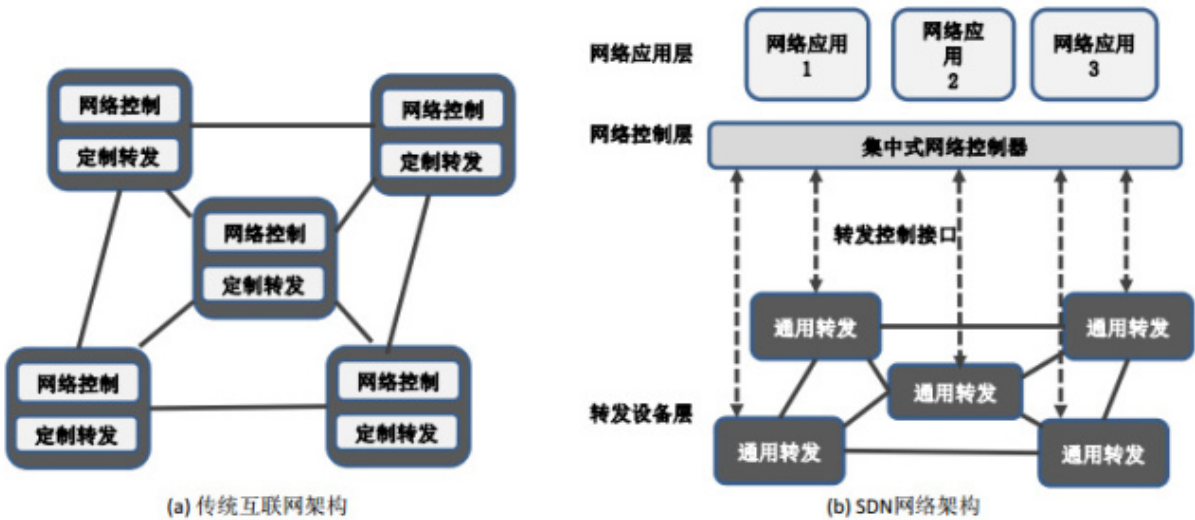 网络控制
定制转发
网络控制
定制转发
网络控制
定制转发
网络控制
定制转发
网络控制
定制转发
(a) 传统互联网架构
网络应用层
网络应用
1
网络应
用
2
网络应用
3
网络控制层
集中式网络控制器
转发控制接口
通用转发
通用转发
通用转发
转发设备层
通用转发
通用转发
(b) SDN网络架构